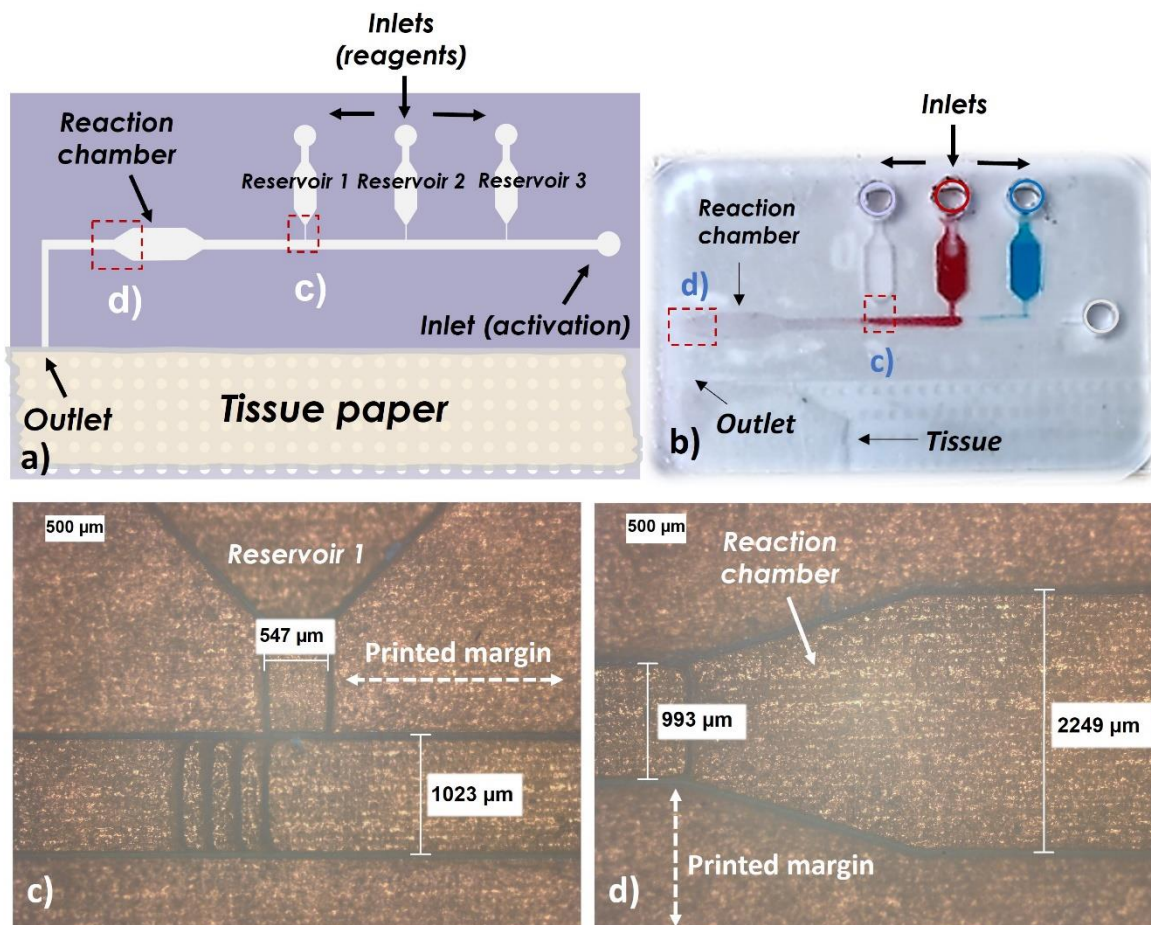 Inlets
(reagents)
Reaction
chamber
Reservoir 1
Reservoir 2
Reservoir 3
d)
c)
Inlet (activation)
Outlet
Tissue paper
a)
Inlets
Reaction
chamber
d)
c)
Outlet
Tissue
b)
500 µm
Reservoir 1
547 µm
Printed margin
1023 µm
c)
500 µm
Reaction
chamber
993 µm
2249 µm
Printed margin
d)